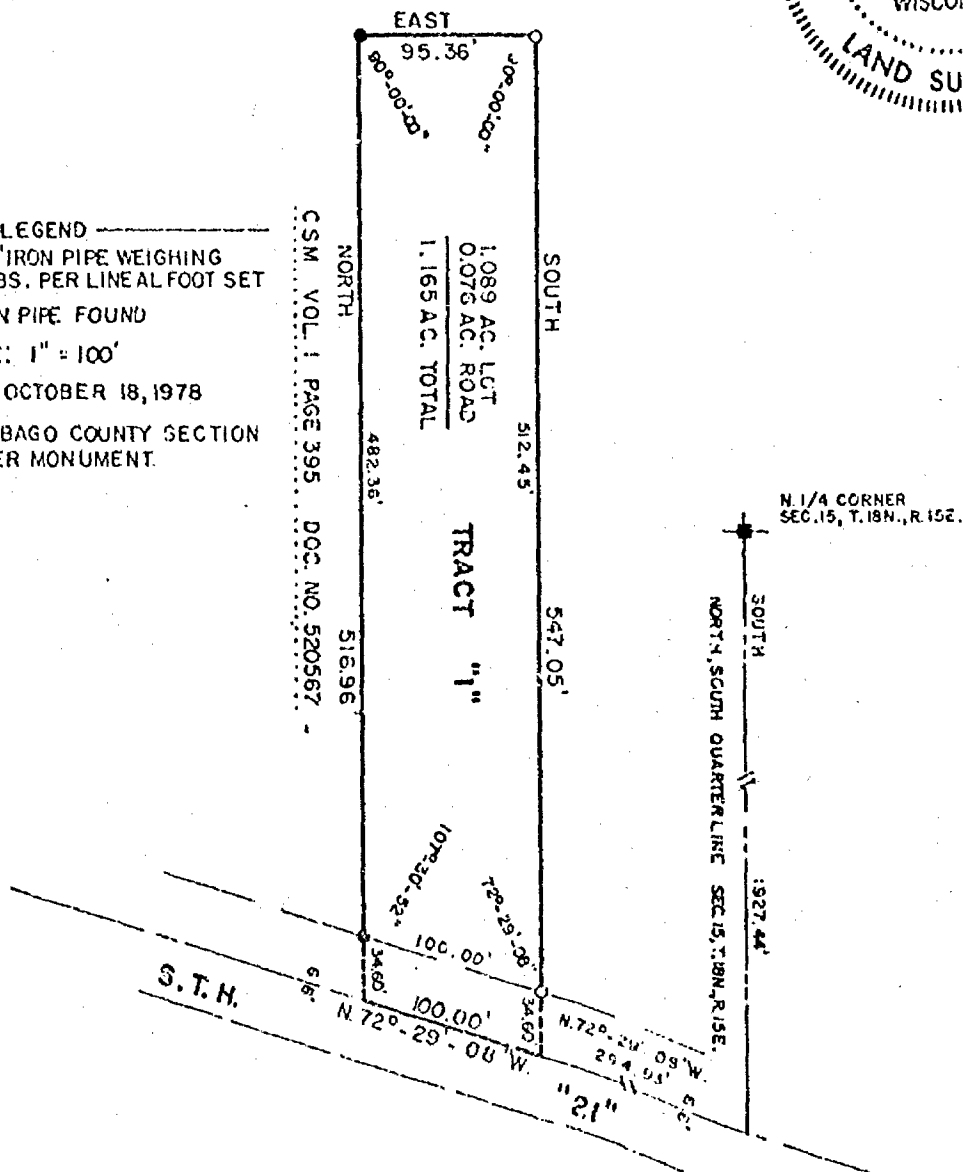 WISCO
LAND SU
EAST
95.36'
90°-00'-00"
90°-00'-00"
LEGEND
"IRON PIPE WEIGHING
BS. PER LINEAL FOOT SET
N PIPE FOUND
: 1" = 100'
OCTOBER 18, 1978
BAGO COUNTY SECTION
ER MONUMENT.
CSM VOL. 1 PAGE 395 DOC. NO. 520567
NORTH
482.36'
516.96'
1.089 AC. LOT
0.076 AC. ROAD
1.165 AC. TOTAL
TRACT "1"
SOUTH
512.45'
547.05'
N. 1/4 CORNER
SEC. 15, T. 18N., R. 15E.
SOUTH
1927.44'
NORTH, SOUTH QUARTER LINE SEC. 15, T. 18N., R. 15E.
107°-30'-52"
72°-29'-08"
100.00'
34.60'
34.60'
100.00'
N. 72°-29'-08"W.
N. 72°-29'-08"W.
294.93'
S.T.H.
"21"